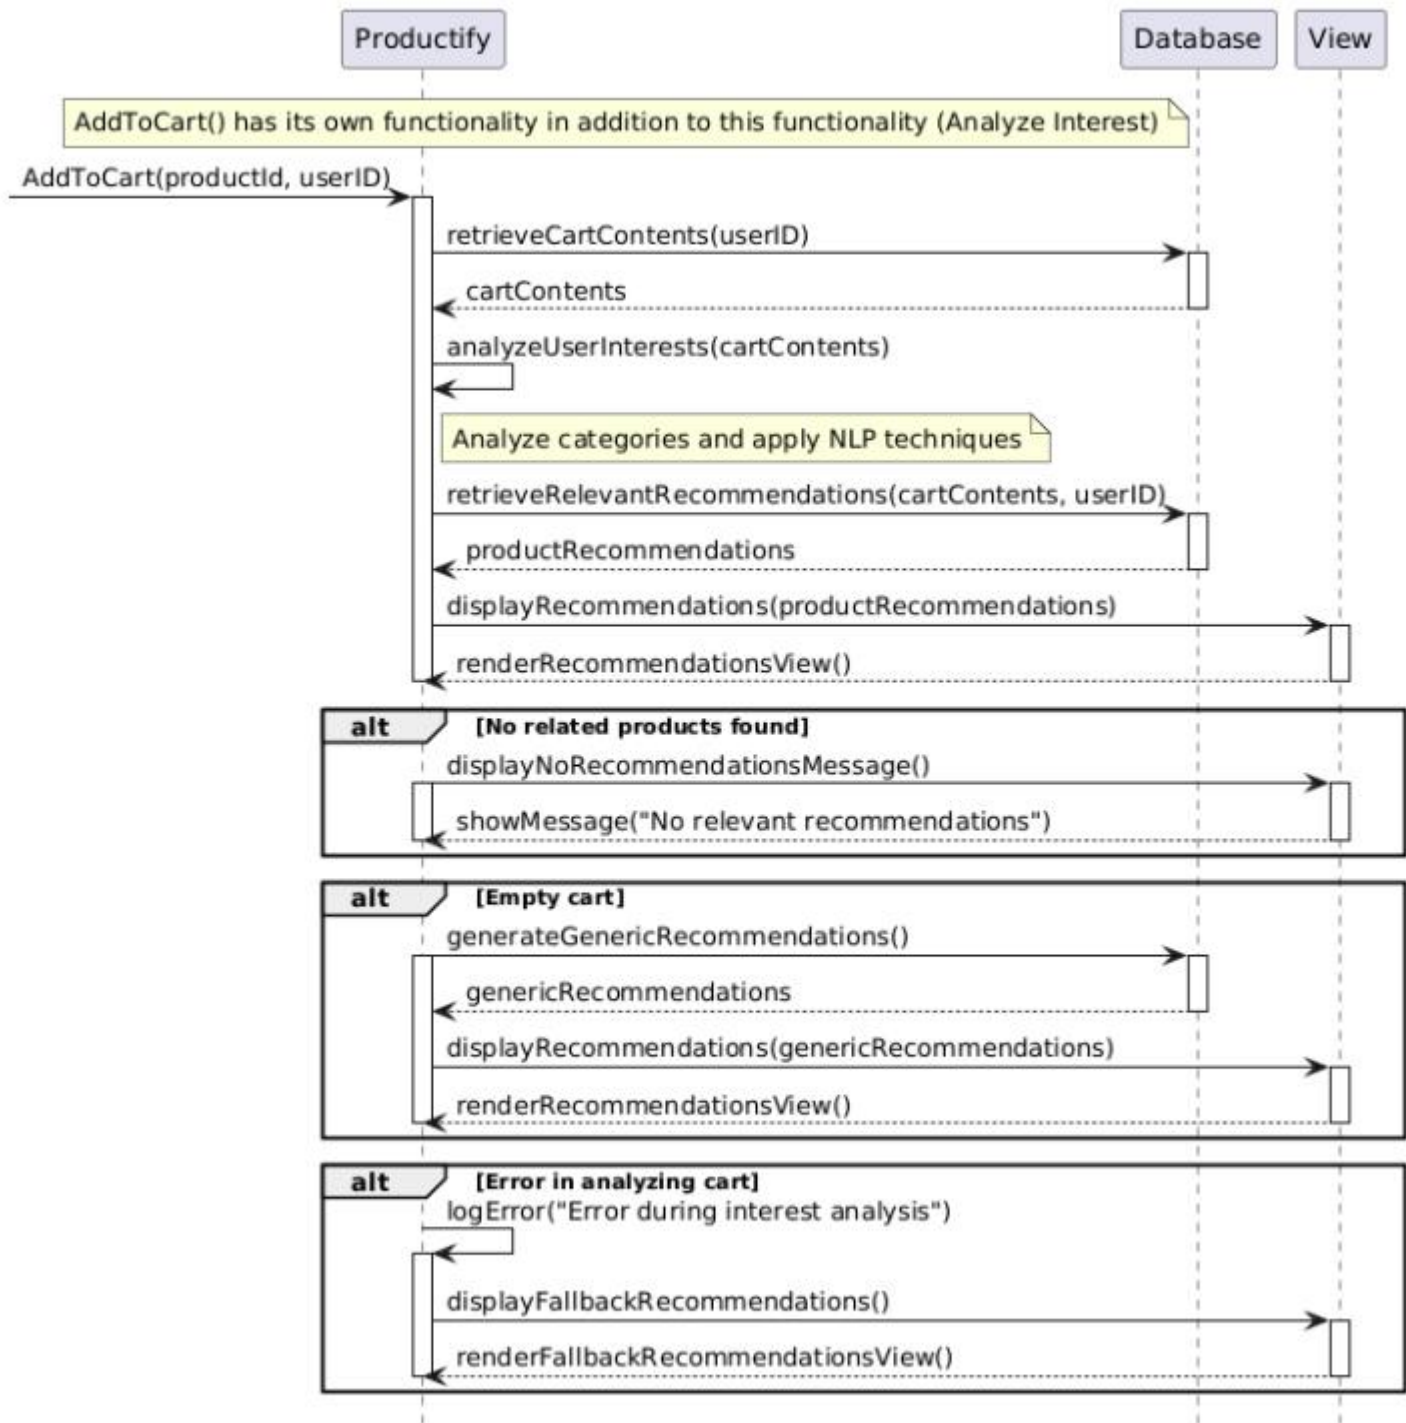 Productify
Database
View
AddToCart() has its own functionality in addition to this functionality (Analyze Interest)
AddToCart(productId, userID)
retrieveCartContents(userID)
cartContents
analyzeUserInterests(cartContents)
Analyze categories and apply NLP techniques
retrieveRelevantRecommendations(cartContents, userID)
productRecommendations
displayRecommendations(productRecommendations)
renderRecommendationsView()
alt [No related products found]
displayNoRecommendationsMessage()
showMessage("No relevant recommendations")
alt [Empty cart]
generateGenericRecommendations()
genericRecommendations
displayRecommendations(genericRecommendations)
renderRecommendationsView()
alt [Error in analyzing cart]
logError("Error during interest analysis")
displayFallbackRecommendations()
renderFallbackRecommendationsView()